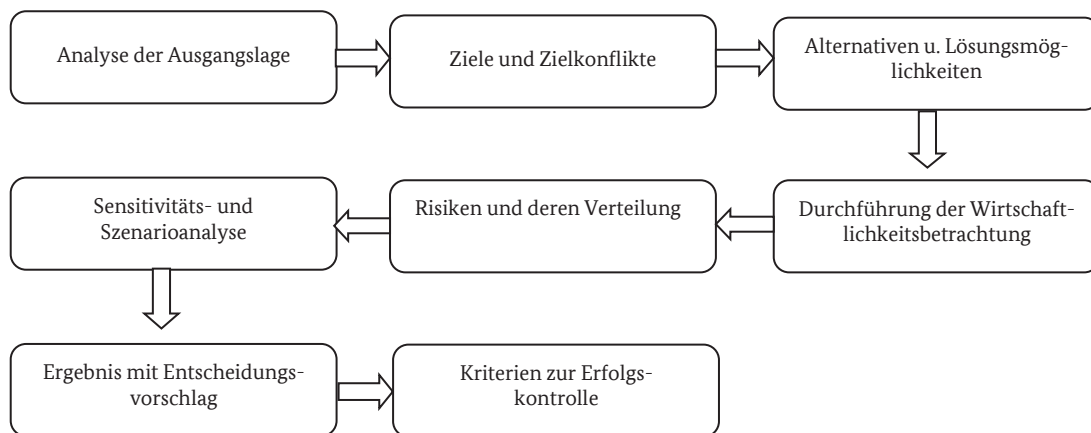 Analyse der Ausgangslage
Ziele und Zielkonflikte
Alternativen u. Lösungsmög-
lichkeiten
Durchführung der Wirtschaft-
lichkeitsbetrachtung
Risiken und deren Verteilung
Sensitivitäts- und
Szenarioanalyse
Ergebnis mit Entscheidungs-
vorschlag
Kriterien zur Erfolgs-
kontrolle